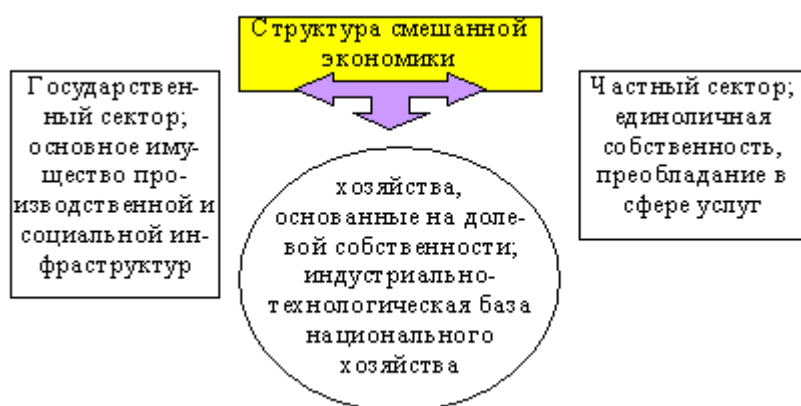 Структура смешанной
экономики
Государствен-
ный сектор;
основное иму-
щество про-
изводственной и
социальной ин-
фраструктур
хозяйства,
основанные на доле-
вой собственности;
индустриально-
технологическая база
национального
хозяйства
Частный сектор;
единоличная
собственность,
преобладание в
сфере услуг